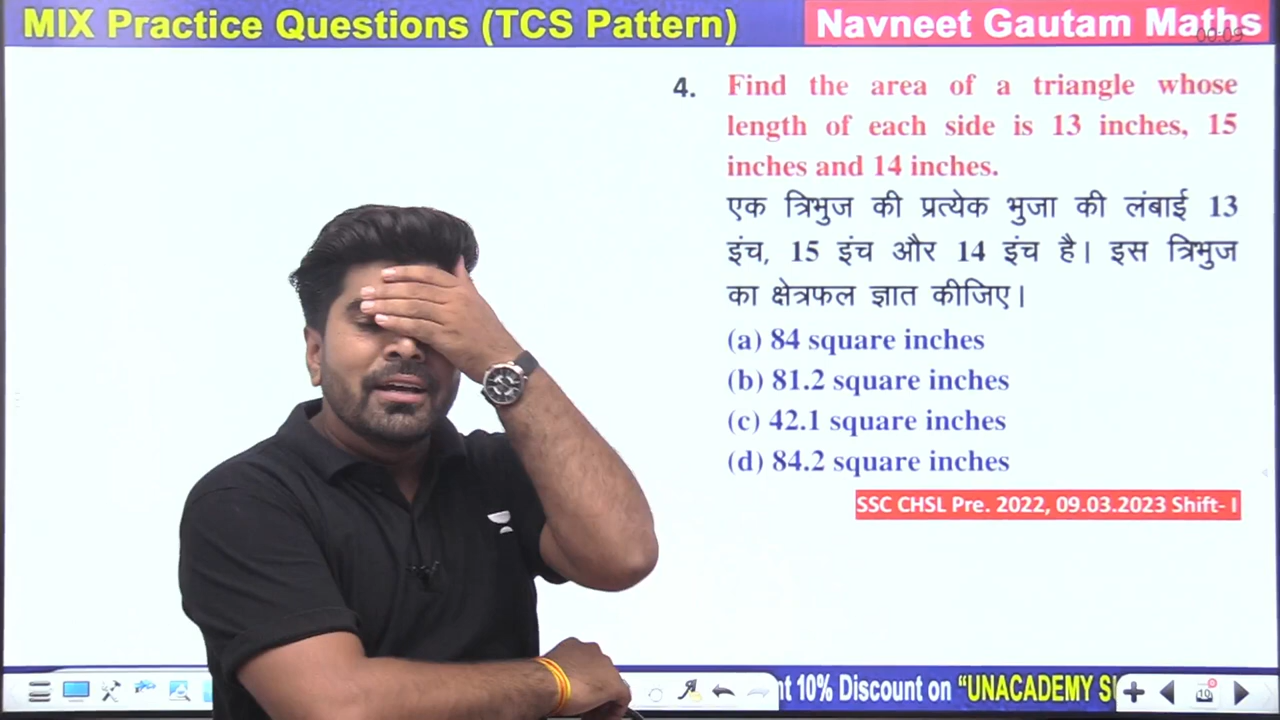 MIX Practice Questions (TCS Pattern)
Navneet Gautam Maths
00:09
4. Find the area of a triangle whose
length of each side is 13 inches, 15
inches and 14 inches.
एक त्रिभुज की प्रत्येक भुजा की लंबाई 13
इंच, 15 इंच और 14 इंच है। इस त्रिभुज
का क्षेत्रफल ज्ञात कीजिए।
(a) 84 square inches
(b) 81.2 square inches
(c) 42.1 square inches
(d) 84.2 square inches
SSC CHSL Pre. 2022, 09.03.2023 Shift- I
10% Discount on "UNACADEMY